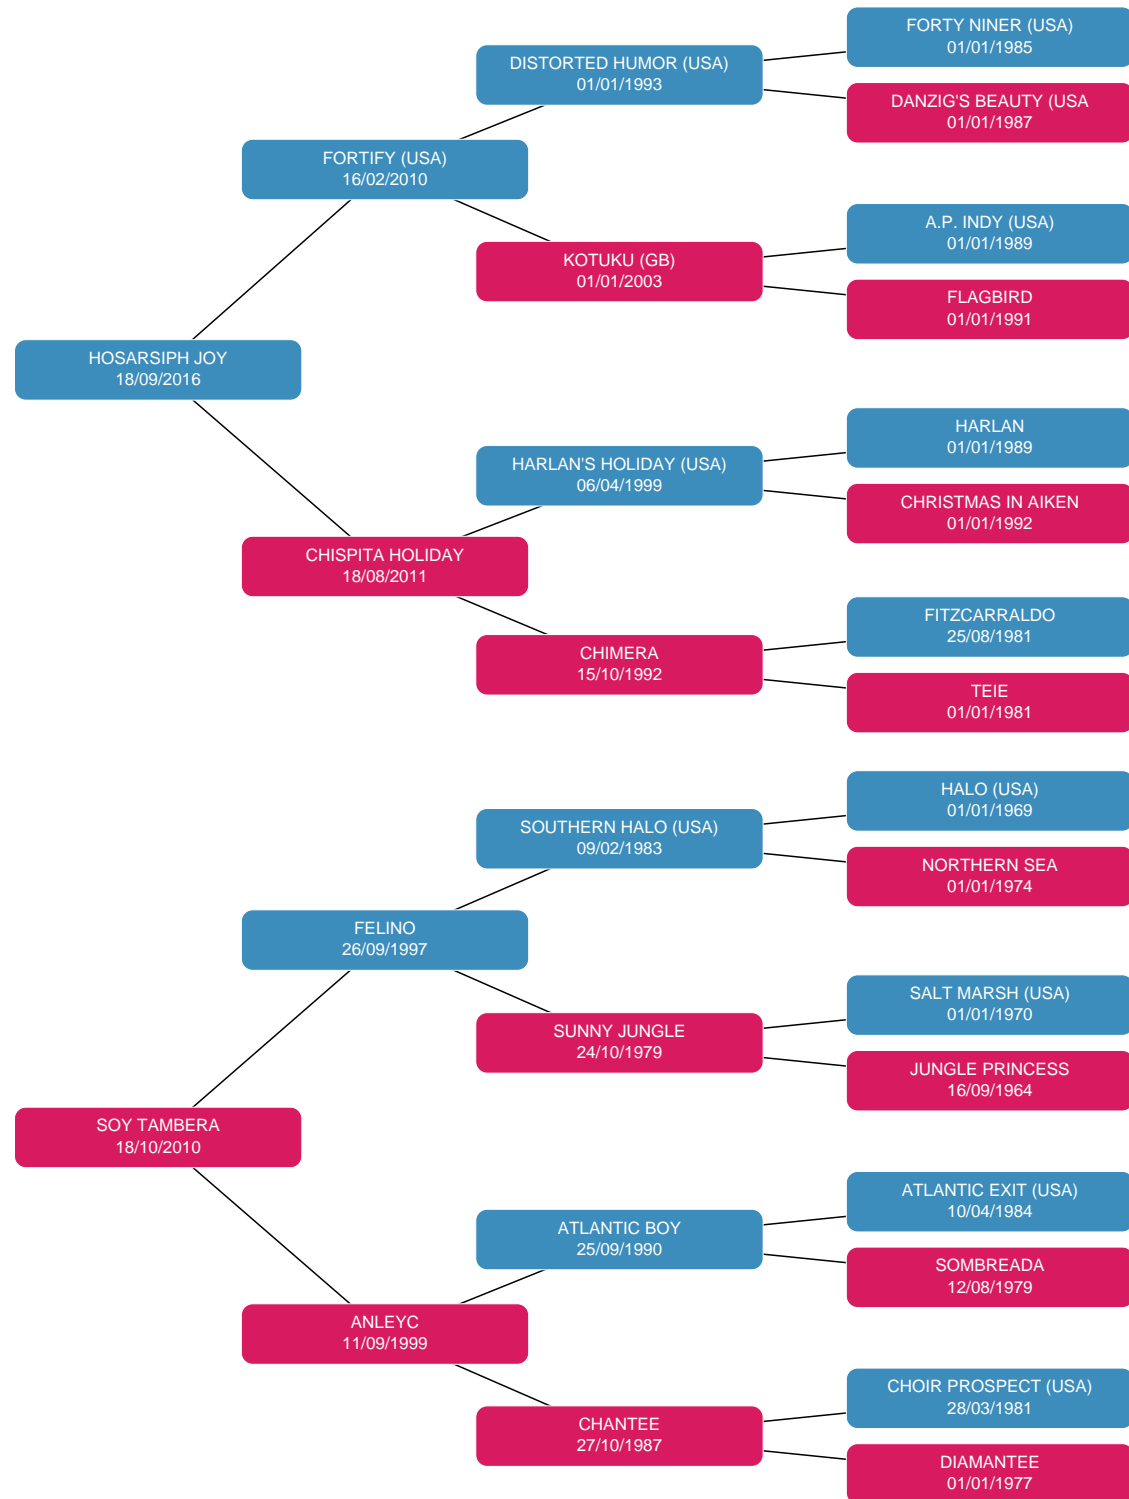 FORTY NINER (USA)
01/01/1985
DISTORTED HUMOR (USA)
01/01/1993
DANZIG'S BEAUTY (USA
01/01/1987
FORTIFY (USA)
16/02/2010
A.P. INDY (USA)
01/01/1989
KOTUKU (GB)
01/01/2003
FLAGBIRD
01/01/1991
HOSARSIPH JOY
18/09/2016
HARLAN
01/01/1989
HARLAN'S HOLIDAY (USA)
06/04/1999
CHRISTMAS IN AIKEN
01/01/1992
CHISPITA HOLIDAY
18/08/2011
FITZCARRALDO
25/08/1981
CHIMERA
15/10/1992
TEIE
01/01/1981
HALO (USA)
01/01/1969
SOUTHERN HALO (USA)
09/02/1983
NORTHERN SEA
01/01/1974
FELINO
26/09/1997
SALT MARSH (USA)
01/01/1970
SUNNY JUNGLE
24/10/1979
JUNGLE PRINCESS
16/09/1964
SOY TAMBERA
18/10/2010
ATLANTIC EXIT (USA)
10/04/1984
ATLANTIC BOY
25/09/1990
SOMBREADA
12/08/1979
ANLEYC
11/09/1999
CHOIR PROSPECT (USA)
28/03/1981
CHANTEE
27/10/1987
DIAMANTEE
01/01/1977